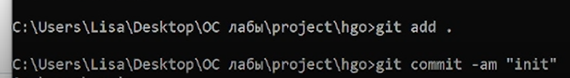 C:\Users\Lisa\Desktop\ОС лабы\project\hgo>git add .
C:\Users\Lisa\Desktop\ОС лабы\project\hgo>git commit -am "init"